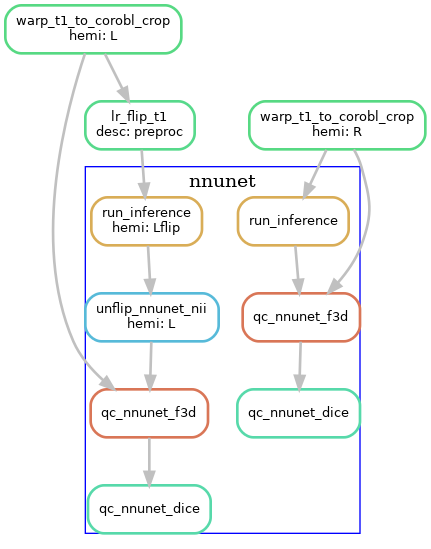 warp_t1_to_corobl_crop
hemi: L
lr_flip_t1
desc: preproc
warp_t1_to_corobl_crop
hemi: R
nnunet
run_inference
hemi: Lflip
run_inference
unflip_nnunet_nii
hemi: L
qc_nnunet_f3d
qc_nnunet_f3d
qc_nnunet_dice
qc_nnunet_dice